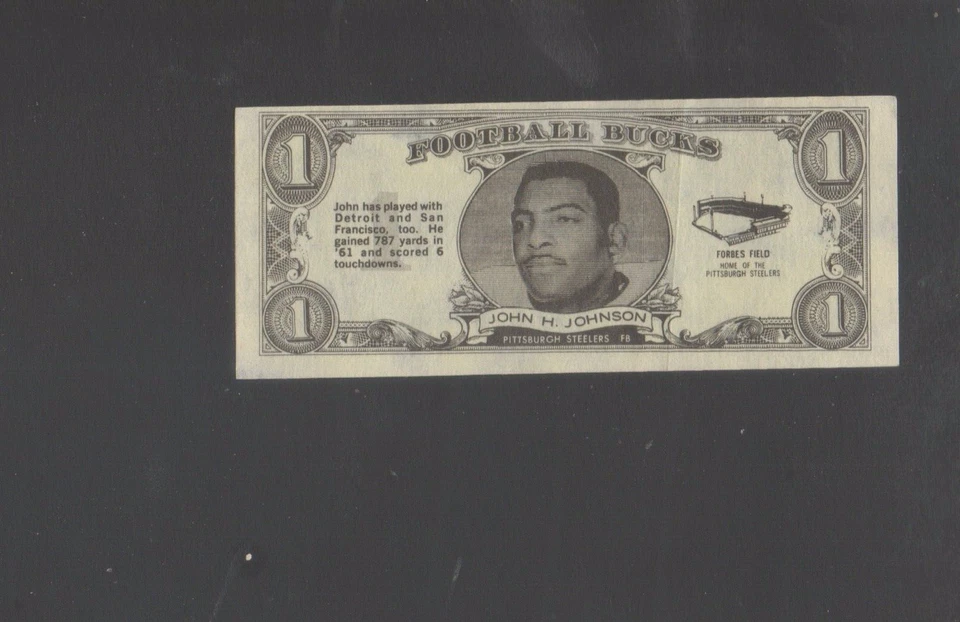 FOOTBALL BUCKS
1
1
John has played with
Detroit and San
Francisco, too. He
gained 787 yards in
'61 and scored 6
touchdowns.
FORBES FIELD
HOME OF THE
PITTSBURGH STEELERS
1
JOHN H. JOHNSON
PITTSBURGH STEELERS FB
1